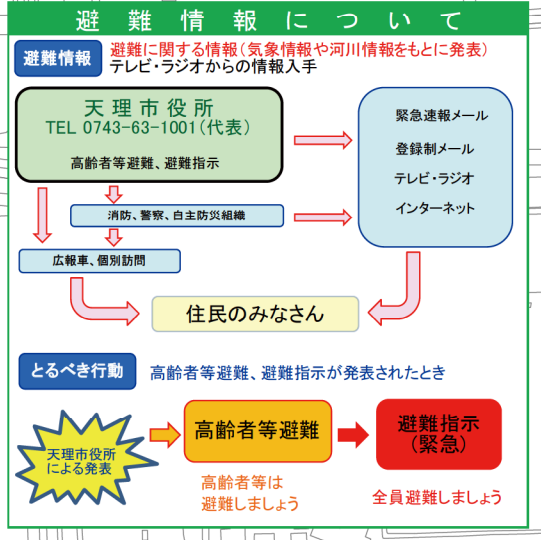 避難情報について
避難情報
避難に関する情報（気象情報や河川情報をもとに発表）
テレビ・ラジオからの情報入手
天理市役所
TEL 0743-63-1001（代表）
高齢者等避難、避難指示
緊急速報メール
登録制メール
テレビ・ラジオ
インターネット
消防、警察、自主防災組織
広報車、個別訪問
住民のみなさん
とるべき行動
高齢者等避難、避難指示が発表されたとき
天理市役所
による発表
高齢者等避難
避難指示
（緊急）
高齢者等は
避難しましょう
全員避難しましょう